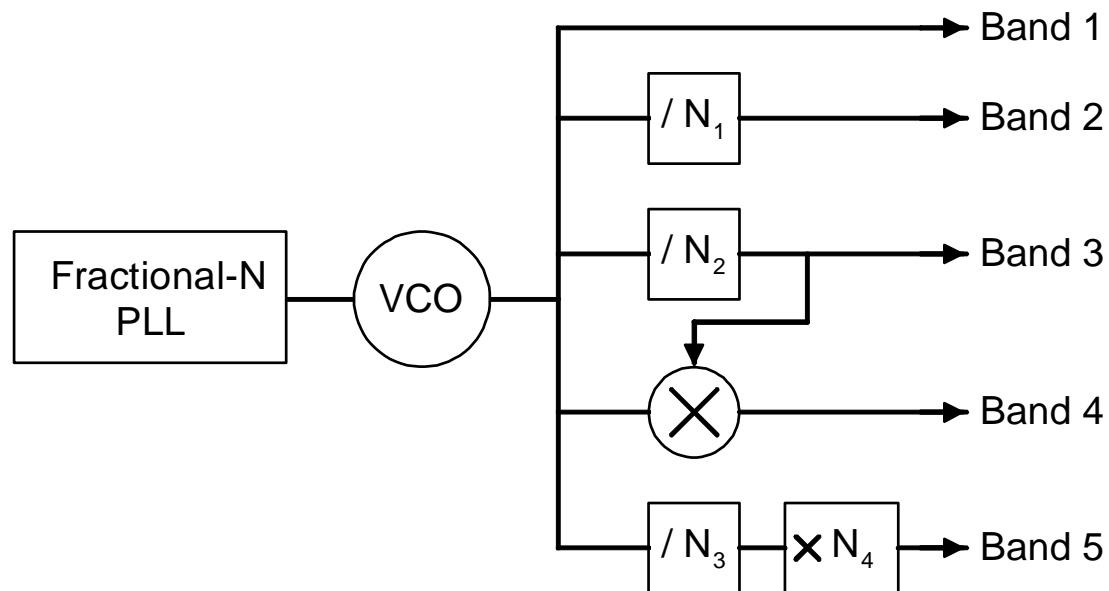 Band 1
/ N1
Band 2
/ N2
Band 3
Fractional-N
PLL
VCO
Band 4
/ N3
× N4
Band 5